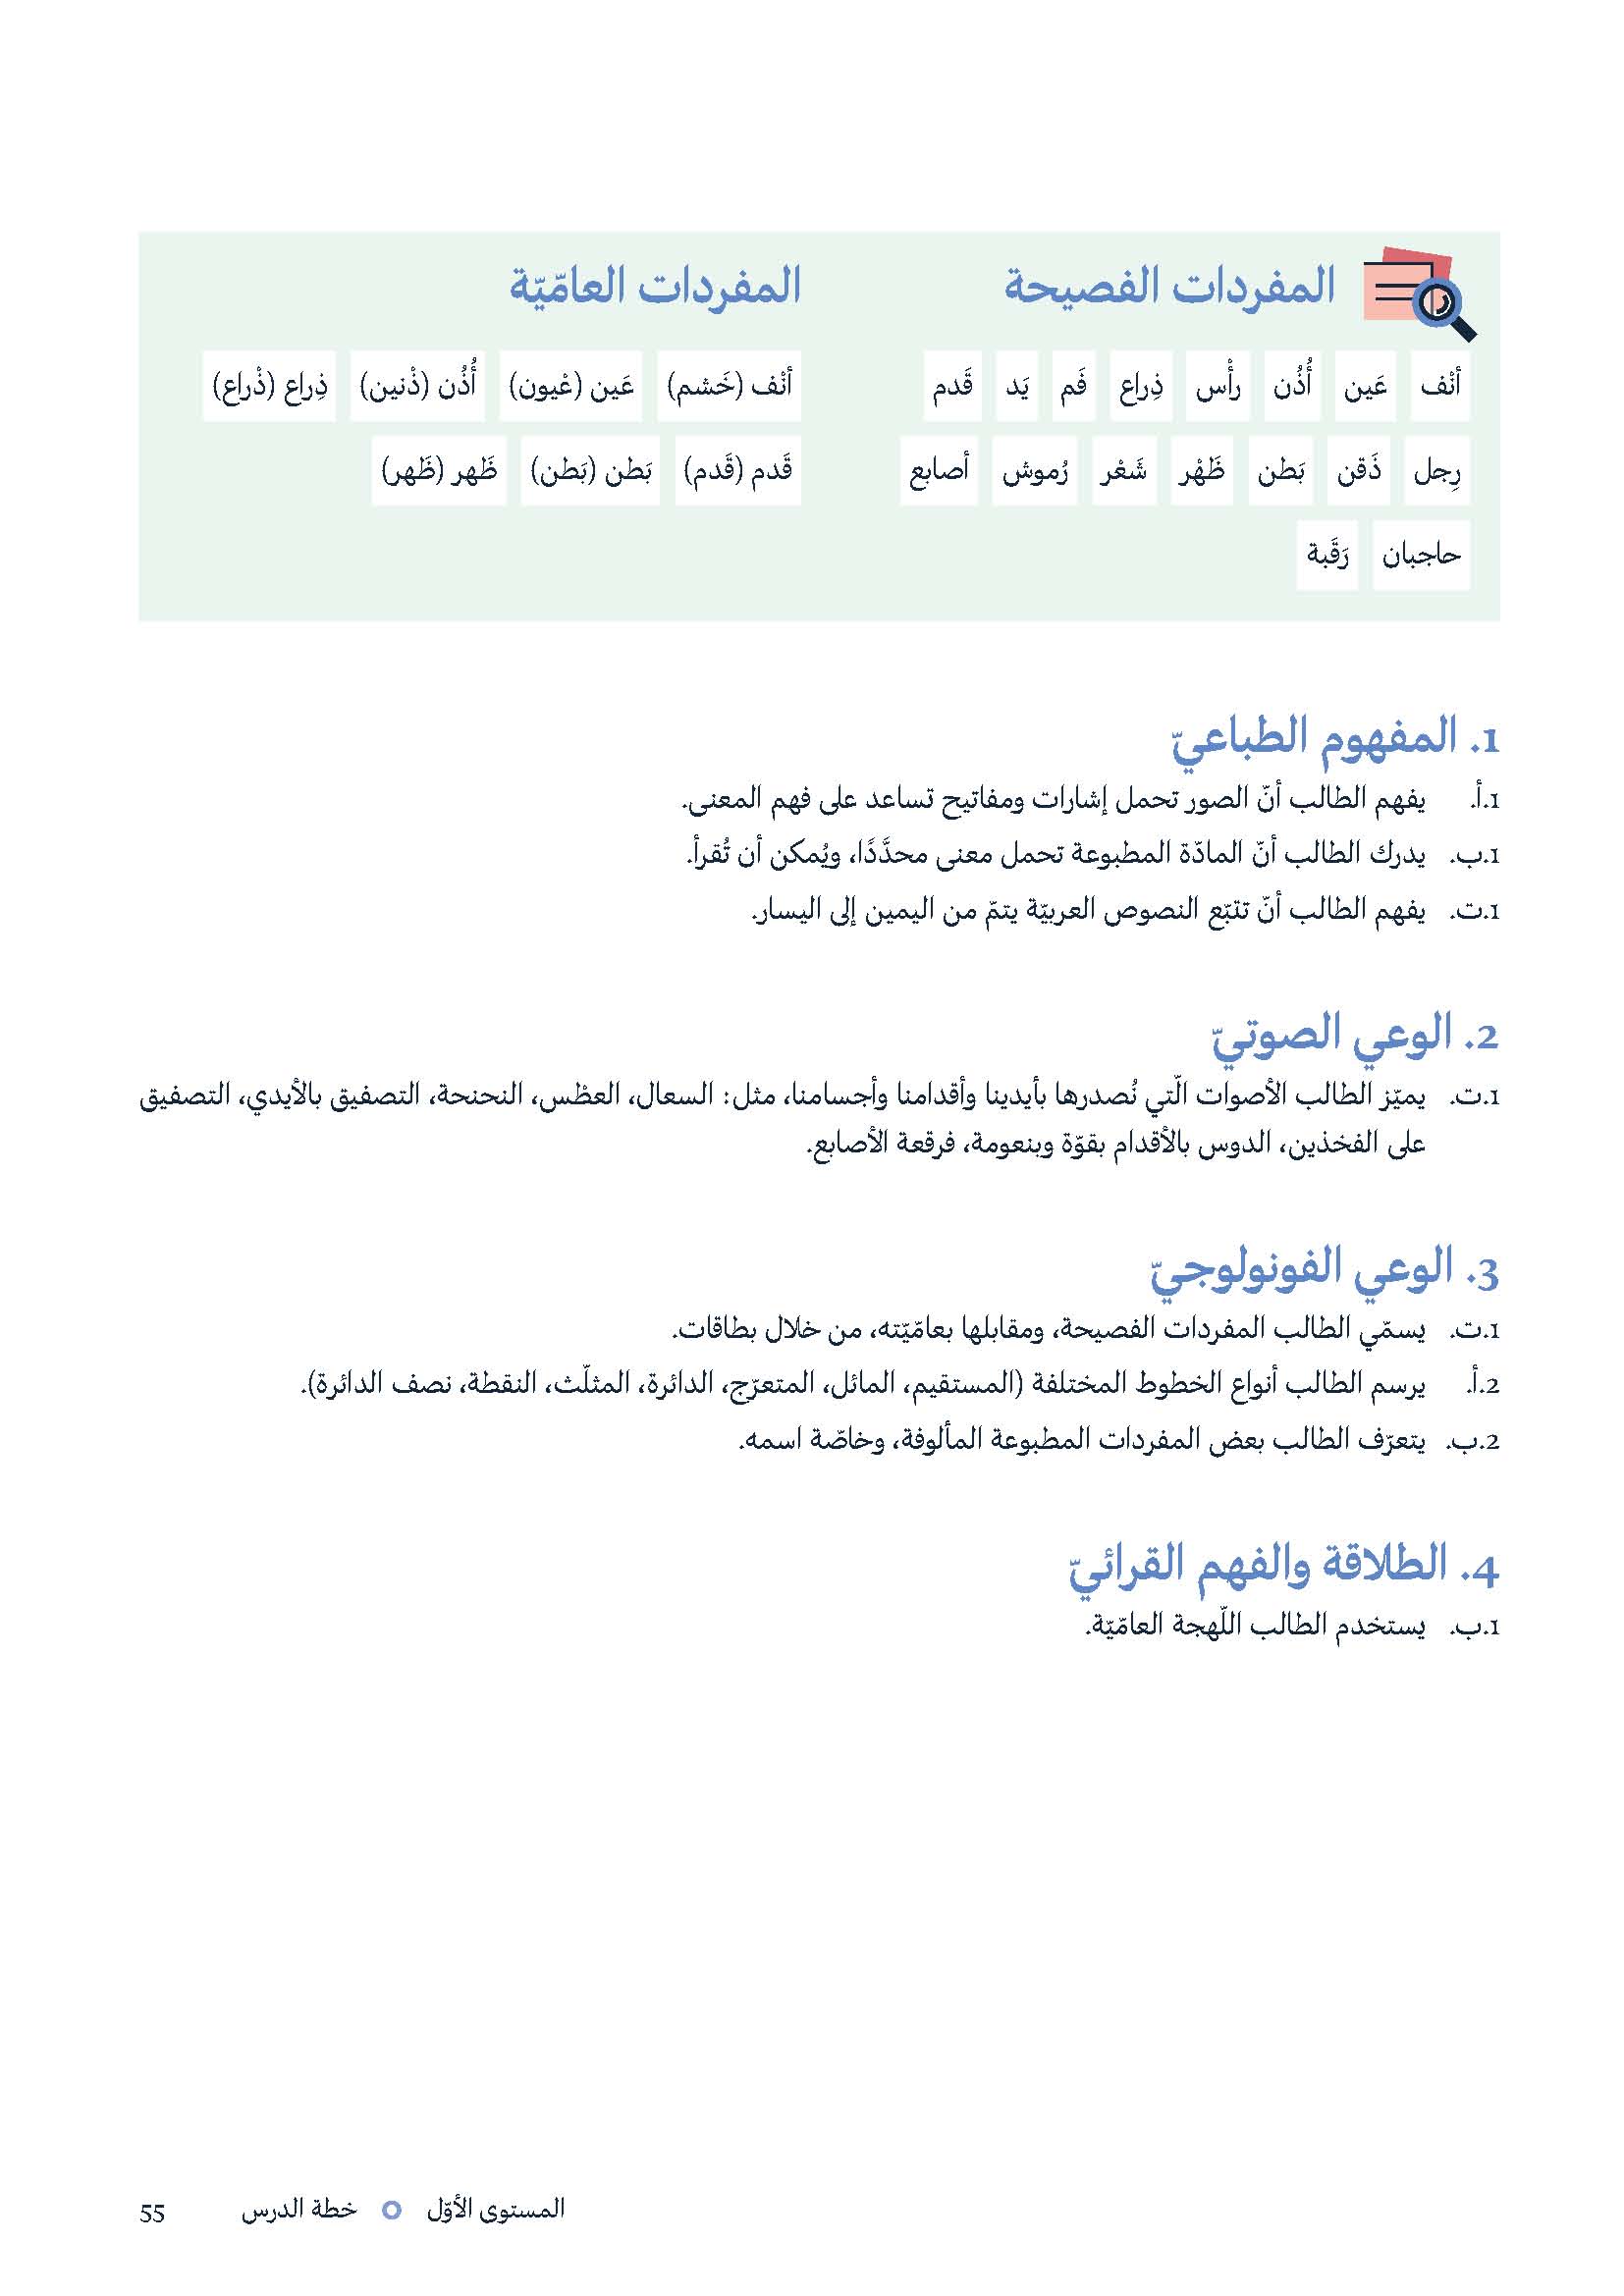 المفردات الفصيحة
أنْف عَين أُذُن رأْس ذِراع فَم يَد قَدم
رِجل ذَقن بَطن ظَهْر شَعْر رُموش أصابع
حاجبان رَقَبة
المفردات العامّيّة
أنْف (خَشم) عَين (عْيون) أُذُن (ذْنين) ذِراع (ذْراع)
قَدم (قَدم) بَطن (بَطن) ظَهر (ظَهر)
1. المفهوم الطباعيّ
1.أ. يفهم الطالب أنّ الصور تحمل إشارات ومفاتيح تساعد على فهم المعنى.
1.ب. يدرك الطالب أنّ المادّة المطبوعة تحمل معنى محدَّدًا، ويُمكن أن تُقرأ.
1.ت. يفهم الطالب أنّ تتبّع النصوص العربيّة يتمّ من اليمين إلى اليسار.
2. الوعي الصوتيّ
1.ت. يميّز الطالب الأصوات الّتي نُصدرها بأيدينا وأقدامنا وأجسامنا، مثل: السعال، العطْس، النحنحة، التصفيق بالأيدي، التصفيق
على الفخذين، الدوس بالأقدام بقوّة وبنعومة، فرقعة الأصابع.
3. الوعي الفونولوجيّ
1.ت. يسمّي الطالب المفردات الفصيحة، ومقابلها بعامّيّته، من خلال بطاقات.
2.أ. يرسم الطالب أنواع الخطوط المختلفة (المستقيم، المائل، المتعرّج، الدائرة، المثلّث، النقطة، نصف الدائرة).
2.ب. يتعرّف الطالب بعض المفردات المطبوعة المألوفة، وخاصّة اسمه.
4. الطلاقة والفهم القرائيّ
1.ب. يستخدم الطالب اللّهجة العامّيّة.
المستوى الأوّل خطة الدرس 55